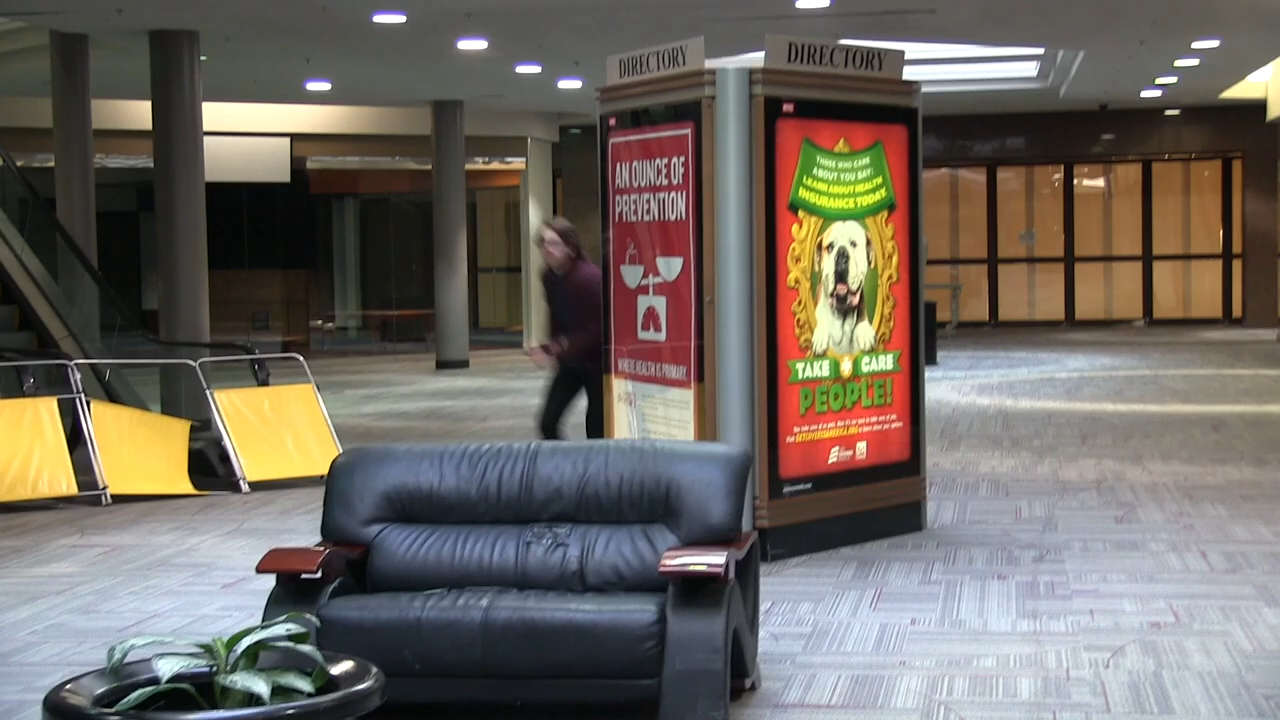 DIRECTORY
DIRECTORY
AN OUNCE OF
PREVENTION
WHERE HEALTH IS PRIMARY.
THOSE WHO CARE
ABOUT YOU SAY:
LEARN ABOUT HEALTH
INSURANCE TODAY.
TAKE CARE
PEOPLE!